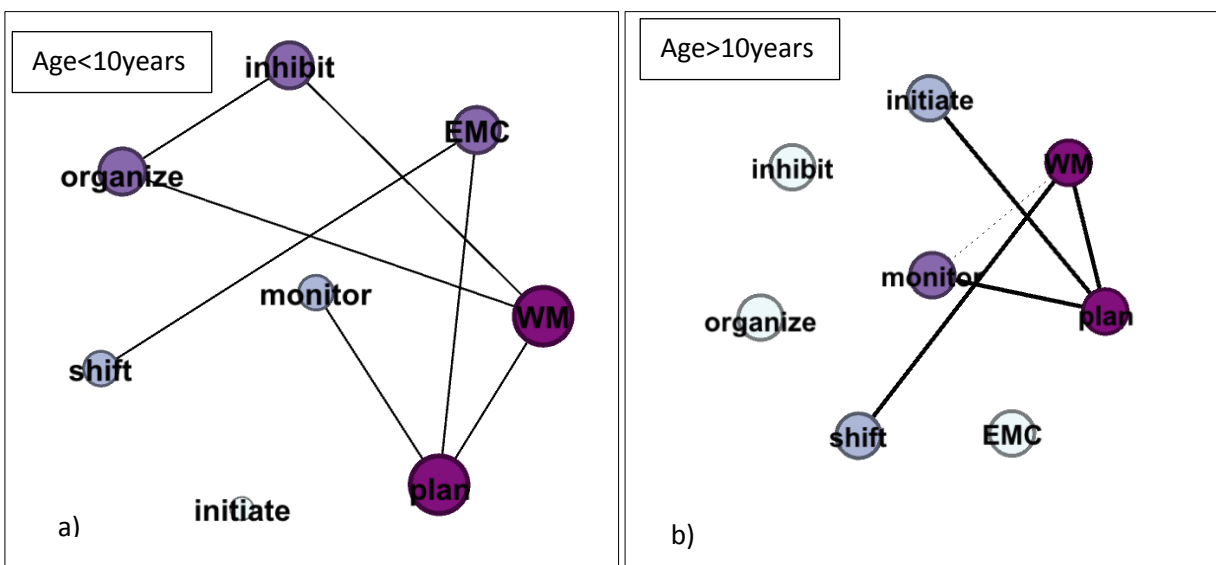 Age<10years
inhibit
EMC
organize
monitor
WM
shift
plan
initiate
a)
Age>10years
initiate
WM
inhibit
monitor
plan
organize
shift
EMC
b)